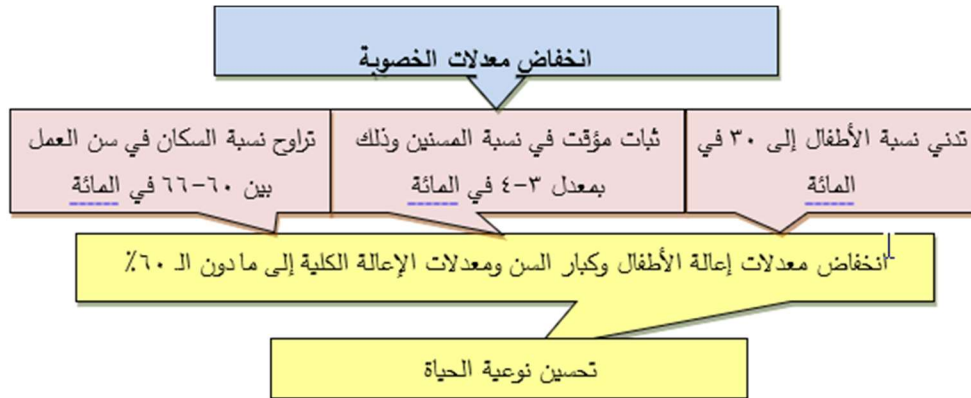 انخفاض معدلات الخصوبة
تدني نسبة الأطفال إلى ٣٠ في
المائة
ثبات مؤقت في نسبة المسنين وذلك
بمعدل ٣-٤ في المائة
تراوح نسبة السكان في سن العمل
بين ٦٠-٦٦ في المائة
انخفاض معدلات إعالة الأطفال وكبار السن ومعدلات الإعالة الكلية إلى ما دون الـ ٦٠٪
تحسين نوعية الحياة